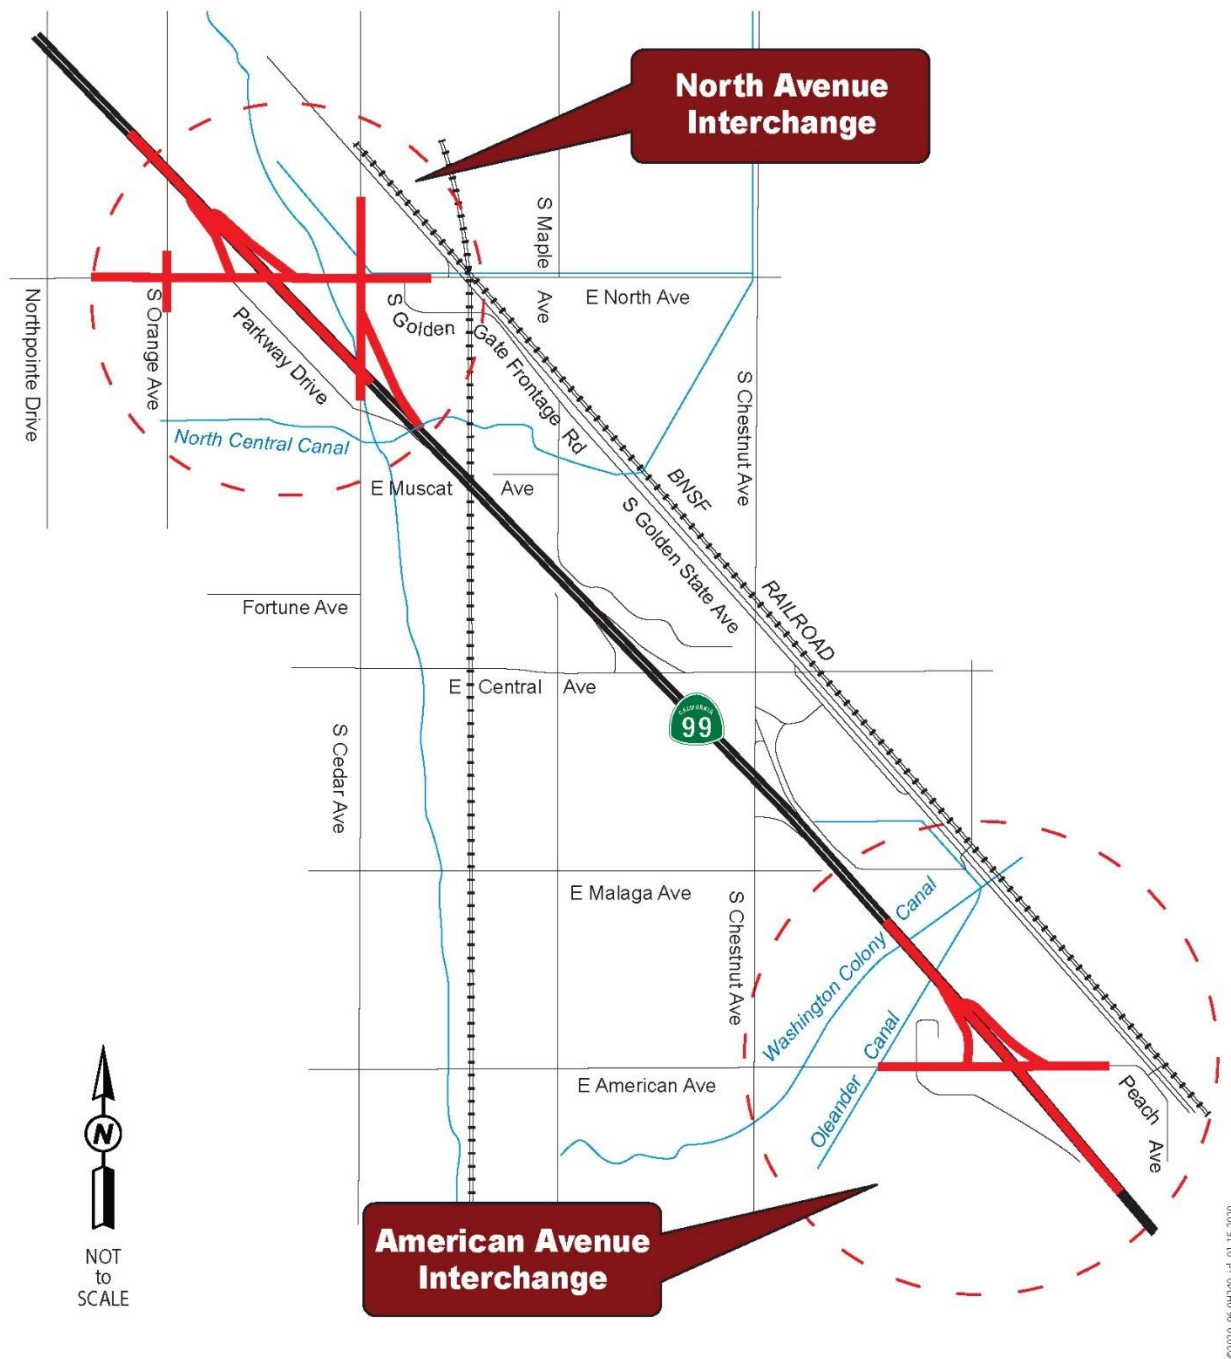 North Avenue
Interchange
S Maple
Ave
E North Ave
Northpointe Drive
S Orange Ave
Parkway Drive
S
Golden
Gate Frontage Rd
S Chestnut Ave
North Central Canal
E Muscat
Ave
BNSF
RAILROAD
S Golden State Ave
Fortune Ave
E Central Ave
CALIFORNIA
99
S Cedar Ave
E Malaga Ave
S Chestnut Ave
Washington Colony Canal
Oleander Canal
E American Ave
Peach
Ave
N
NOT
to
SCALE
American Avenue
Interchange